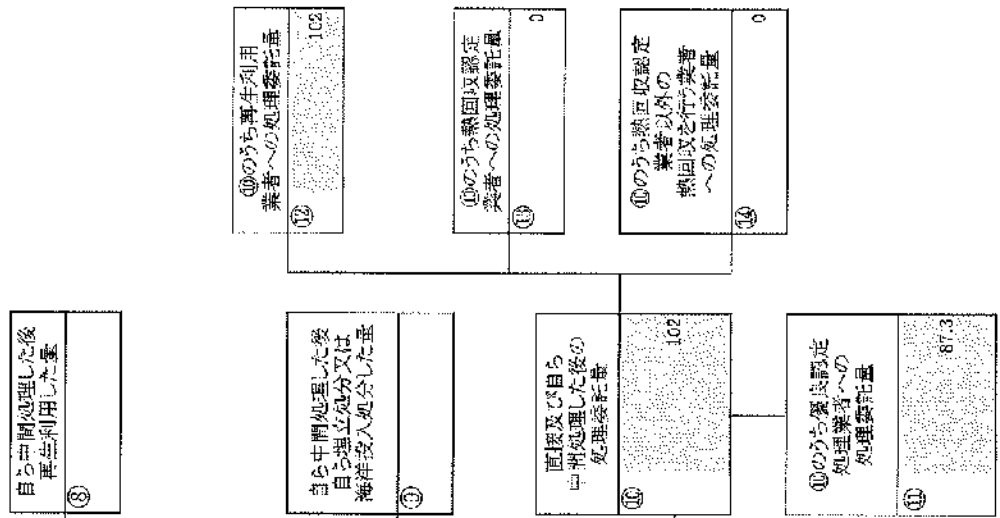 自ら中間処理した後
再生利用した量
⑧
自ら中間処理した後
自ら埋立処分又は
海洋投入処分した量
⑨
直接及び自ら
中間処理した後の
処理委託量
⑩
102
⑩のうち優良認定
処理業者への
処理委託量
⑪
87.3
⑩のうち再生利用
業者への処理委託量
⑫
102
⑩のうち熱回収認定
業者への処理委託量
⑬
0
⑩のうち熱回収認定
業者以外の
熱回収を行う業者
への処理委託量
⑭
0